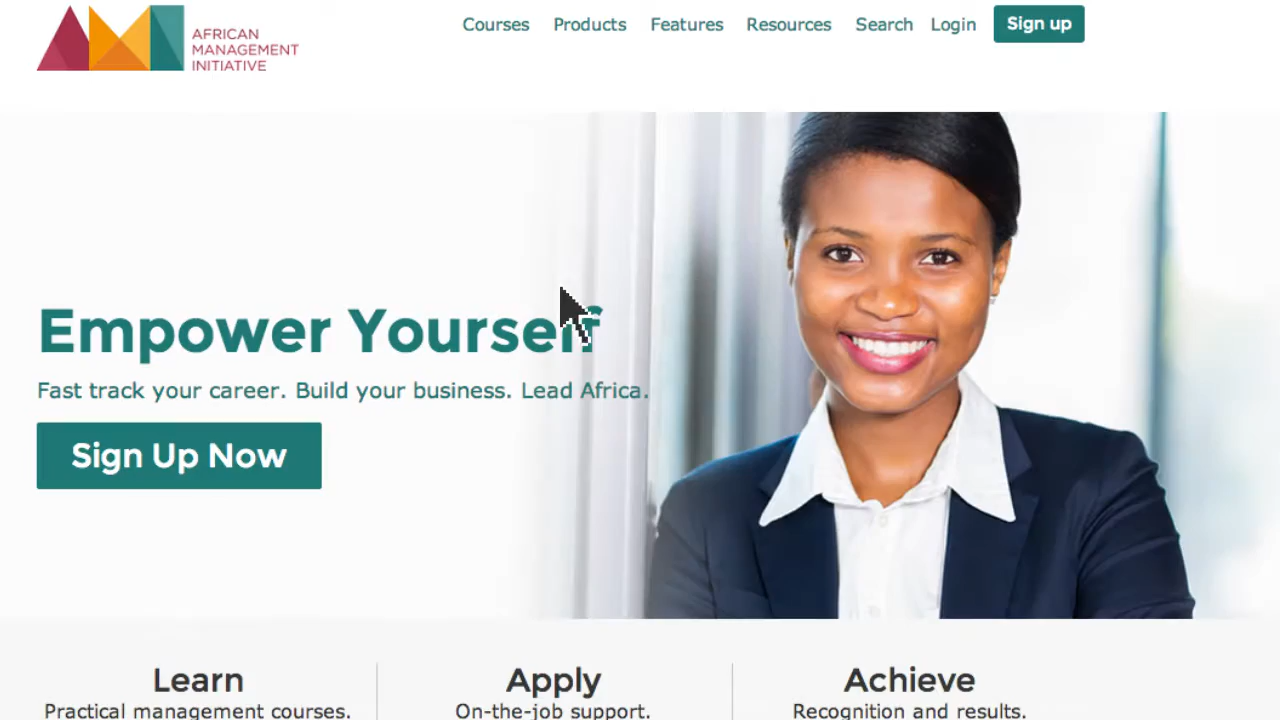 AFRICAN
MANAGEMENT
INITIATIVE
Courses Products Features Resources Search Login Sign up
Empower Yourself
Fast track your career. Build your business. Lead Africa.
Sign Up Now
Learn
Practical management courses.
Apply
On-the-job support.
Achieve
Recognition and results.